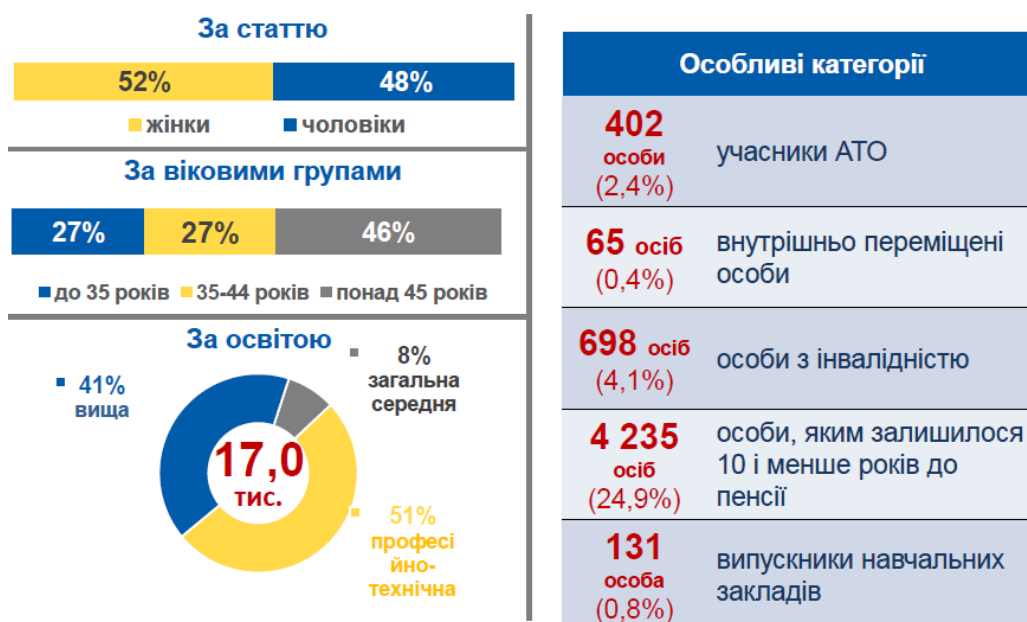 За статтю
52% 48%
жінки чоловіки
За віковими групами
27% 27% 46%
до 35 років 35-44 років понад 45 років
За освітою
41%
вища
8%
загальна
середня
17,0
тис.
51%
професі
йно-
технічна
Особливі категорії
402
особи
(2,4%)
учасники АТО
65 осіб
(0,4%)
внутрішньо переміщені
особи
698 осіб
(4,1%)
особи з інвалідністю
4 235
осіб
(24,9%)
особи, яким залишилося
10 і менше років до
пенсії
131
особа
(0,8%)
випускники навчальних
закладів